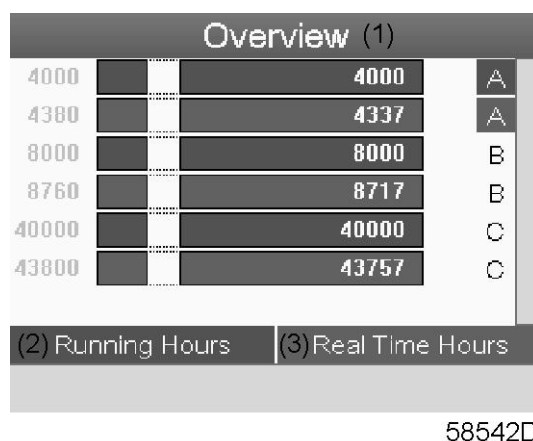 Overview (1)
4000 4000 A
4380 4337 A
8000 8000 B
8760 8717 B
40000 40000 C
43800 43757 C
(2) Running Hours (3) Real Time Hours
58542D